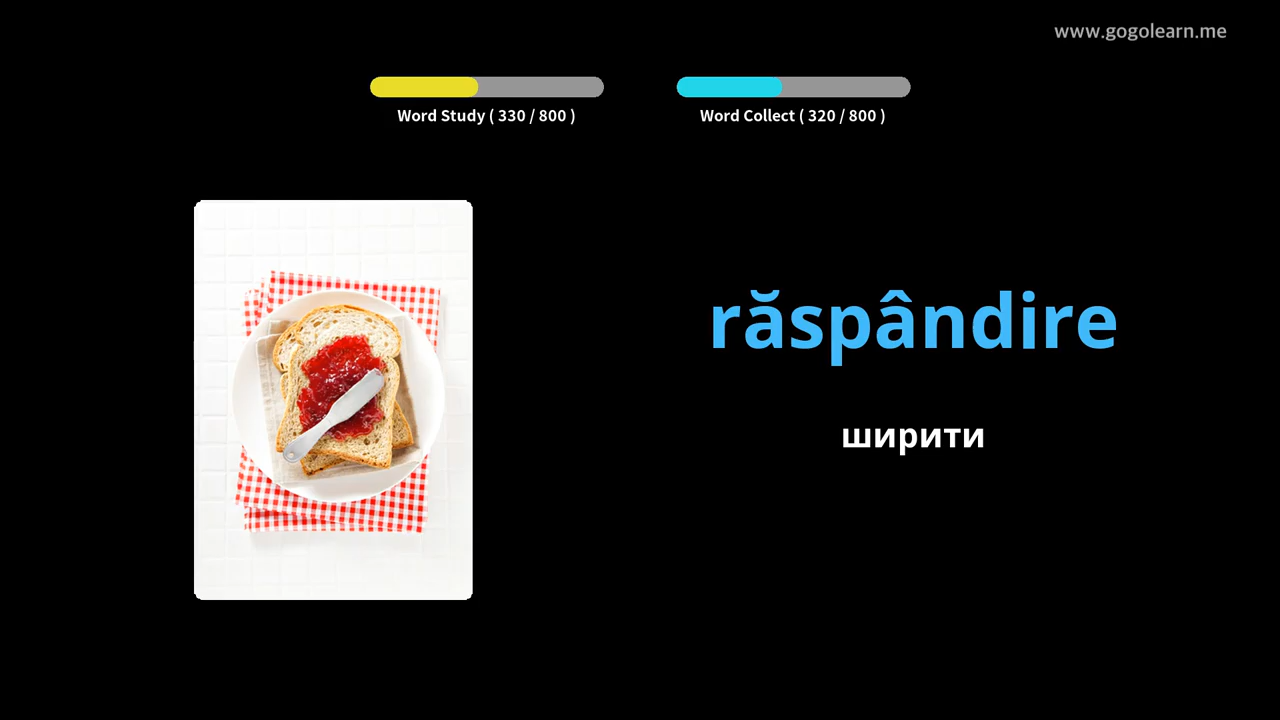 www.gogolearn.me
Word Study ( 330 / 800 )
Word Collect ( 320 / 800 )
răspândire
ширити